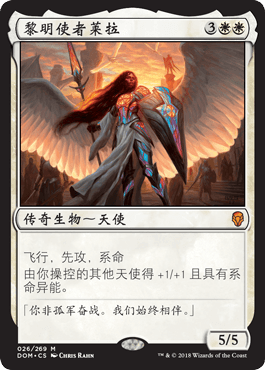 黎明使者莱拉 3
传奇生物～天使
飞行，先攻，系命
由你操控的其他天使得 +1/+1 且具有系
命异能。
「你非孤军奋战。我们始终相伴。」
5/5
026/269 M
DOM • CS Chris Rahn
™ & © 2018 Wizards of the Coast